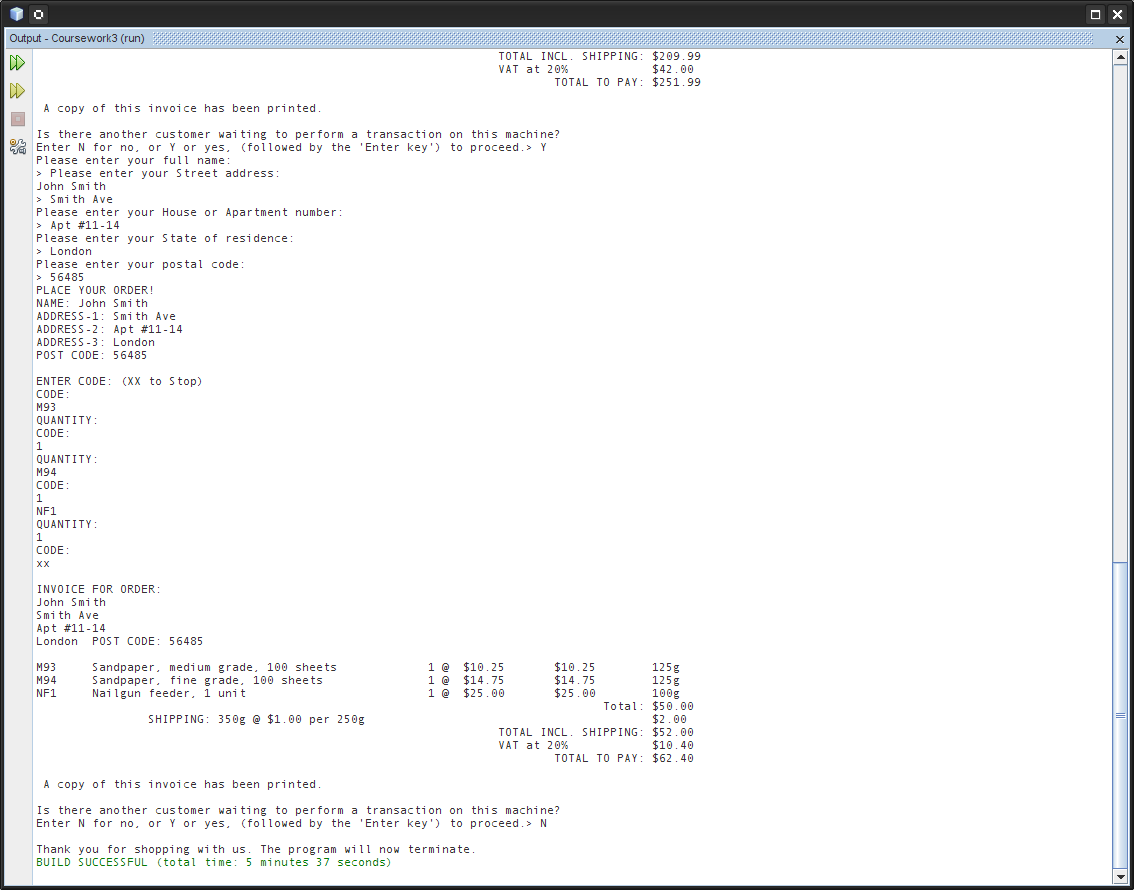 Output - Coursework3 (run)
TOTAL INCL. SHIPPING: $209.99
VAT at 20% $42.00
TOTAL TO PAY: $251.99
A copy of this invoice has been printed.
Is there another customer waiting to perform a transaction on this machine?
Enter N for no, or Y or yes, (followed by the 'Enter key') to proceed.> Y
Please enter your full name:
> Please enter your Street address:
John Smith
> Smith Ave
Please enter your House or Apartment number:
> Apt #11-14
Please enter your State of residence:
> London
Please enter your postal code:
> 56485
PLACE YOUR ORDER!
NAME: John Smith
ADDRESS-1: Smith Ave
ADDRESS-2: Apt #11-14
ADDRESS-3: London
POST CODE: 56485
ENTER CODE: (XX to Stop)
CODE:
M93
QUANTITY:
CODE:
1
QUANTITY:
M94
CODE:
1
NF1
QUANTITY:
1
CODE:
xx
INVOICE FOR ORDER:
John Smith
Smith Ave
Apt #11-14
London POST CODE: 56485
M93 Sandpaper, medium grade, 100 sheets 1 @ $10.25 $10.25 125g
M94 Sandpaper, fine grade, 100 sheets 1 @ $14.75 $14.75 125g
NF1 Nailgun feeder, 1 unit 1 @ $25.00 $25.00 100g
Total: $50.00
SHIPPING: 350g @ $1.00 per 250g $2.00
TOTAL INCL. SHIPPING: $52.00
VAT at 20% $10.40
TOTAL TO PAY: $62.40
A copy of this invoice has been printed.
Is there another customer waiting to perform a transaction on this machine?
Enter N for no, or Y or yes, (followed by the 'Enter key') to proceed.> N
Thank you for shopping with us. The program will now terminate.
BUILD SUCCESSFUL (total time: 5 minutes 37 seconds)